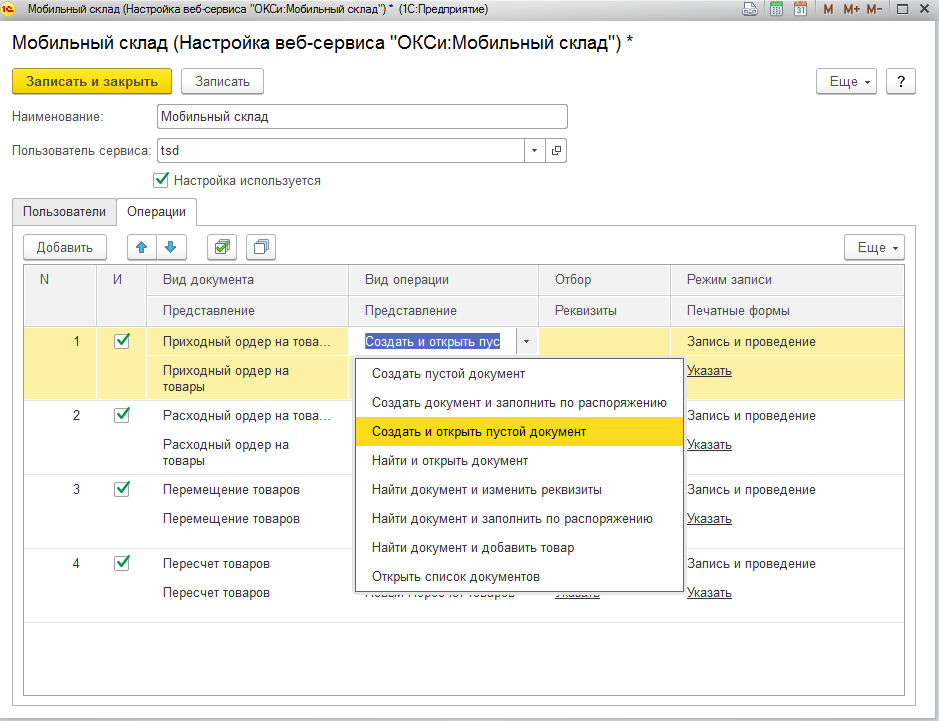 Мобильный склад (Настройка веб-сервиса "ОКСи:Мобильный склад") * (1С:Предприятие)
M M+ M-
Мобильный склад (Настройка веб-сервиса "ОКСи:Мобильный склад") *
Записать и закрыть Записать Еще ?
Наименование: Мобильный склад
Пользователь сервиса: tsd
Настройка используется
Пользователи Операции
Добавить Еще
N И Вид документа Вид операции Отбор Режим записи
Представление Представление Реквизиты Печатные формы
1 Приходный ордер на това... Создать и открыть пус Запись и проведение
Приходный ордер на Указать
товары
2 Расходный ордер на това... Запись и проведение
Расходный ордер на Указать
товары
3 Перемещение товаров Запись и проведение
Перемещение товаров Указать
4 Пересчет товаров Запись и проведение
Пересчет товаров Новый Пересчет товаров Указать Указать
Создать пустой документ
Создать документ и заполнить по распоряжению
Создать и открыть пустой документ
Найти и открыть документ
Найти документ и изменить реквизиты
Найти документ и заполнить по распоряжению
Найти документ и добавить товар
Открыть список документов